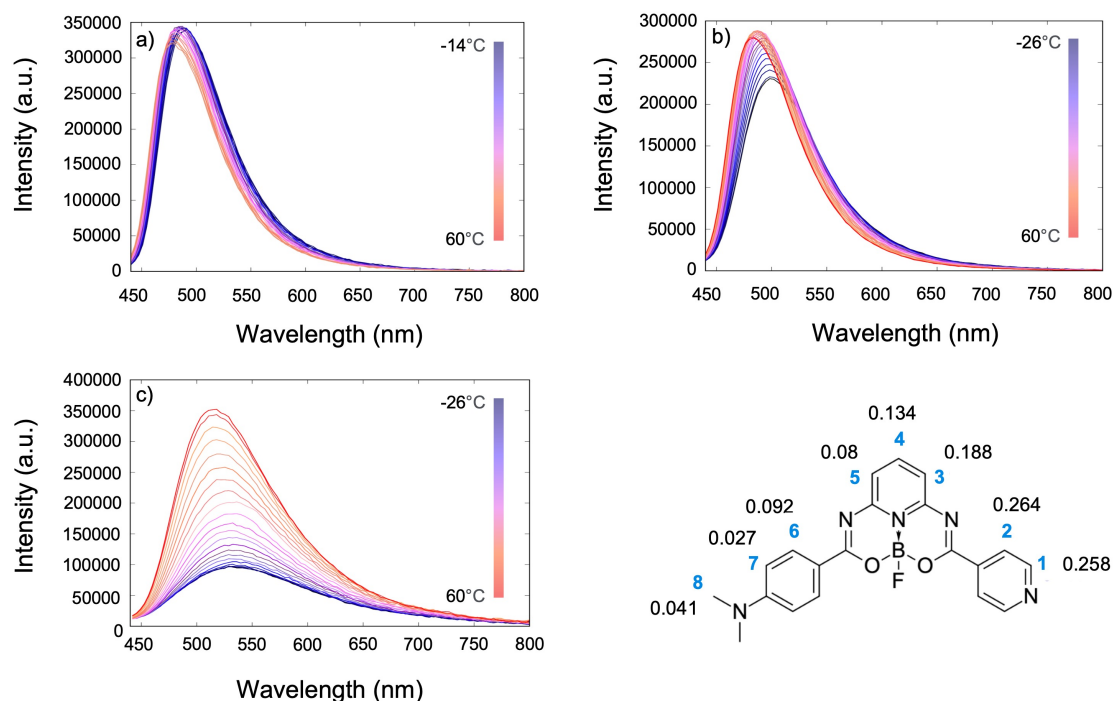 a)
Intensity (a.u.)
350000
300000
250000
200000
150000
100000
50000
0
-14°C
60°C
450 500 550 600 650 700 750 800
Wavelength (nm)
b)
Intensity (a.u.)
300000
250000
200000
150000
100000
50000
0
-26°C
60°C
450 500 550 600 650 700 750 800
Wavelength (nm)
c)
Intensity (a.u.)
400000
350000
300000
250000
200000
150000
100000
50000
0
-26°C
60°C
450 500 550 600 650 700 750 800
Wavelength (nm)
0.134
4
0.08 0.188
5 3
0.092 N N N 0.264
6 2
0.027 B 1 0.258
7 O F O N
8
0.041 N